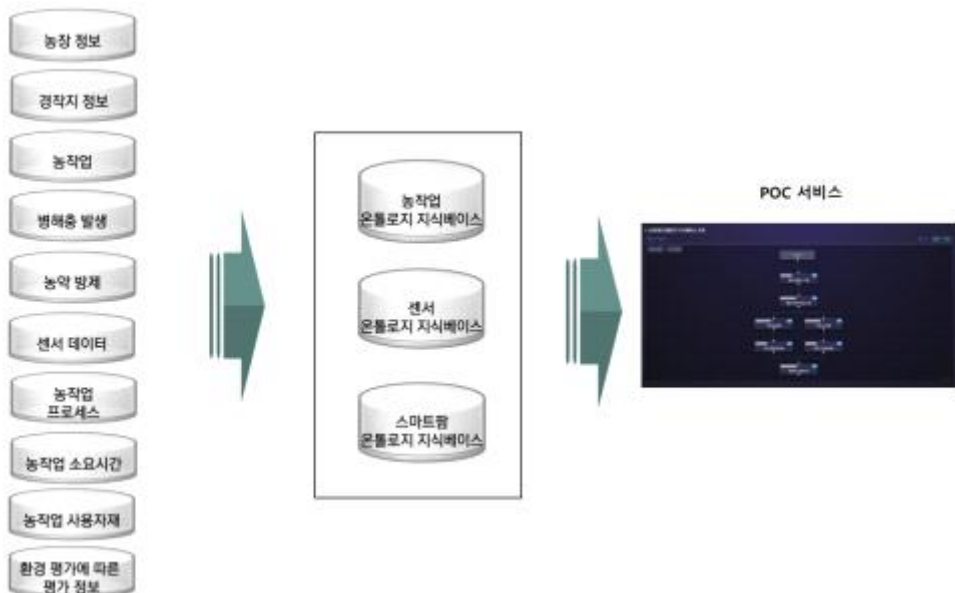 농장 정보
경작지 정보
농작업
병해충 발생
농약 방제
센서 데이터
농작업
프로세스
농작업 소요시간
농작업 사용자재
환경 평가에 따른
평가 정보
농작업
온톨로지 지식베이스
센서
온톨로지 지식베이스
스마트팜
온톨로지 지식베이스
POC 서비스